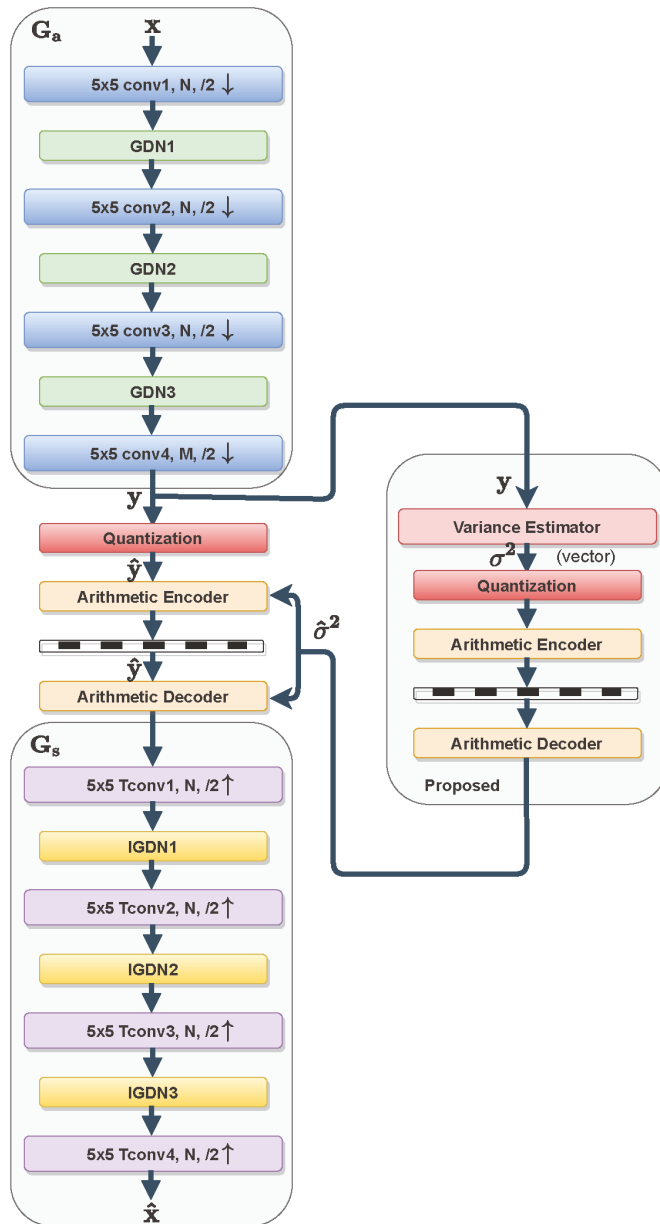 Gₐ
x
5x5 conv1, N, /2 ↓
GDN1
5x5 conv2, N, /2 ↓
GDN2
5x5 conv3, N, /2 ↓
GDN3
5x5 conv4, M, /2 ↓
y
Quantization
ŷ
Arithmetic Encoder
ŷ
Arithmetic Decoder
σ̂²
y
Variance Estimator
σ² (vector)
Quantization
Arithmetic Encoder
Arithmetic Decoder
Proposed
Gₛ
5x5 Tconv1, N, /2 ↑
IGDN1
5x5 Tconv2, N, /2 ↑
IGDN2
5x5 Tconv3, N, /2 ↑
IGDN3
5x5 Tconv4, N, /2 ↑
x̂